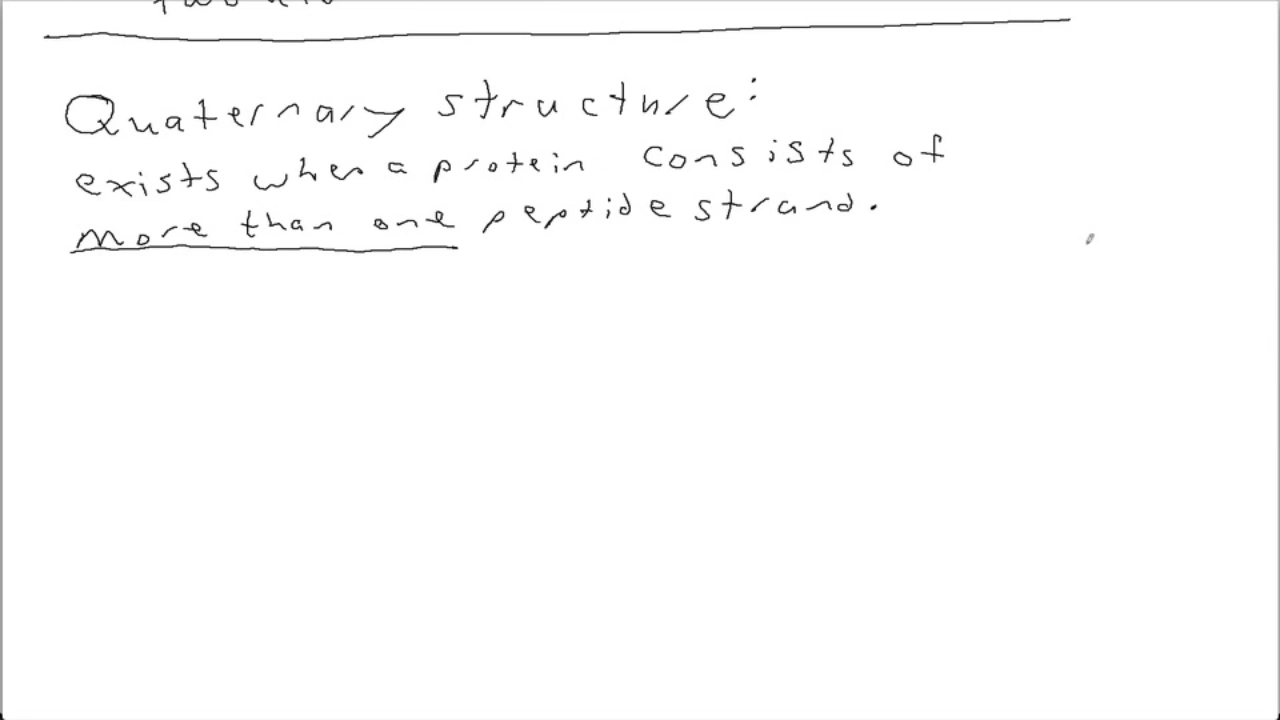 Quaternary structure:
exists when a protein consists of
more than one peptide strand.